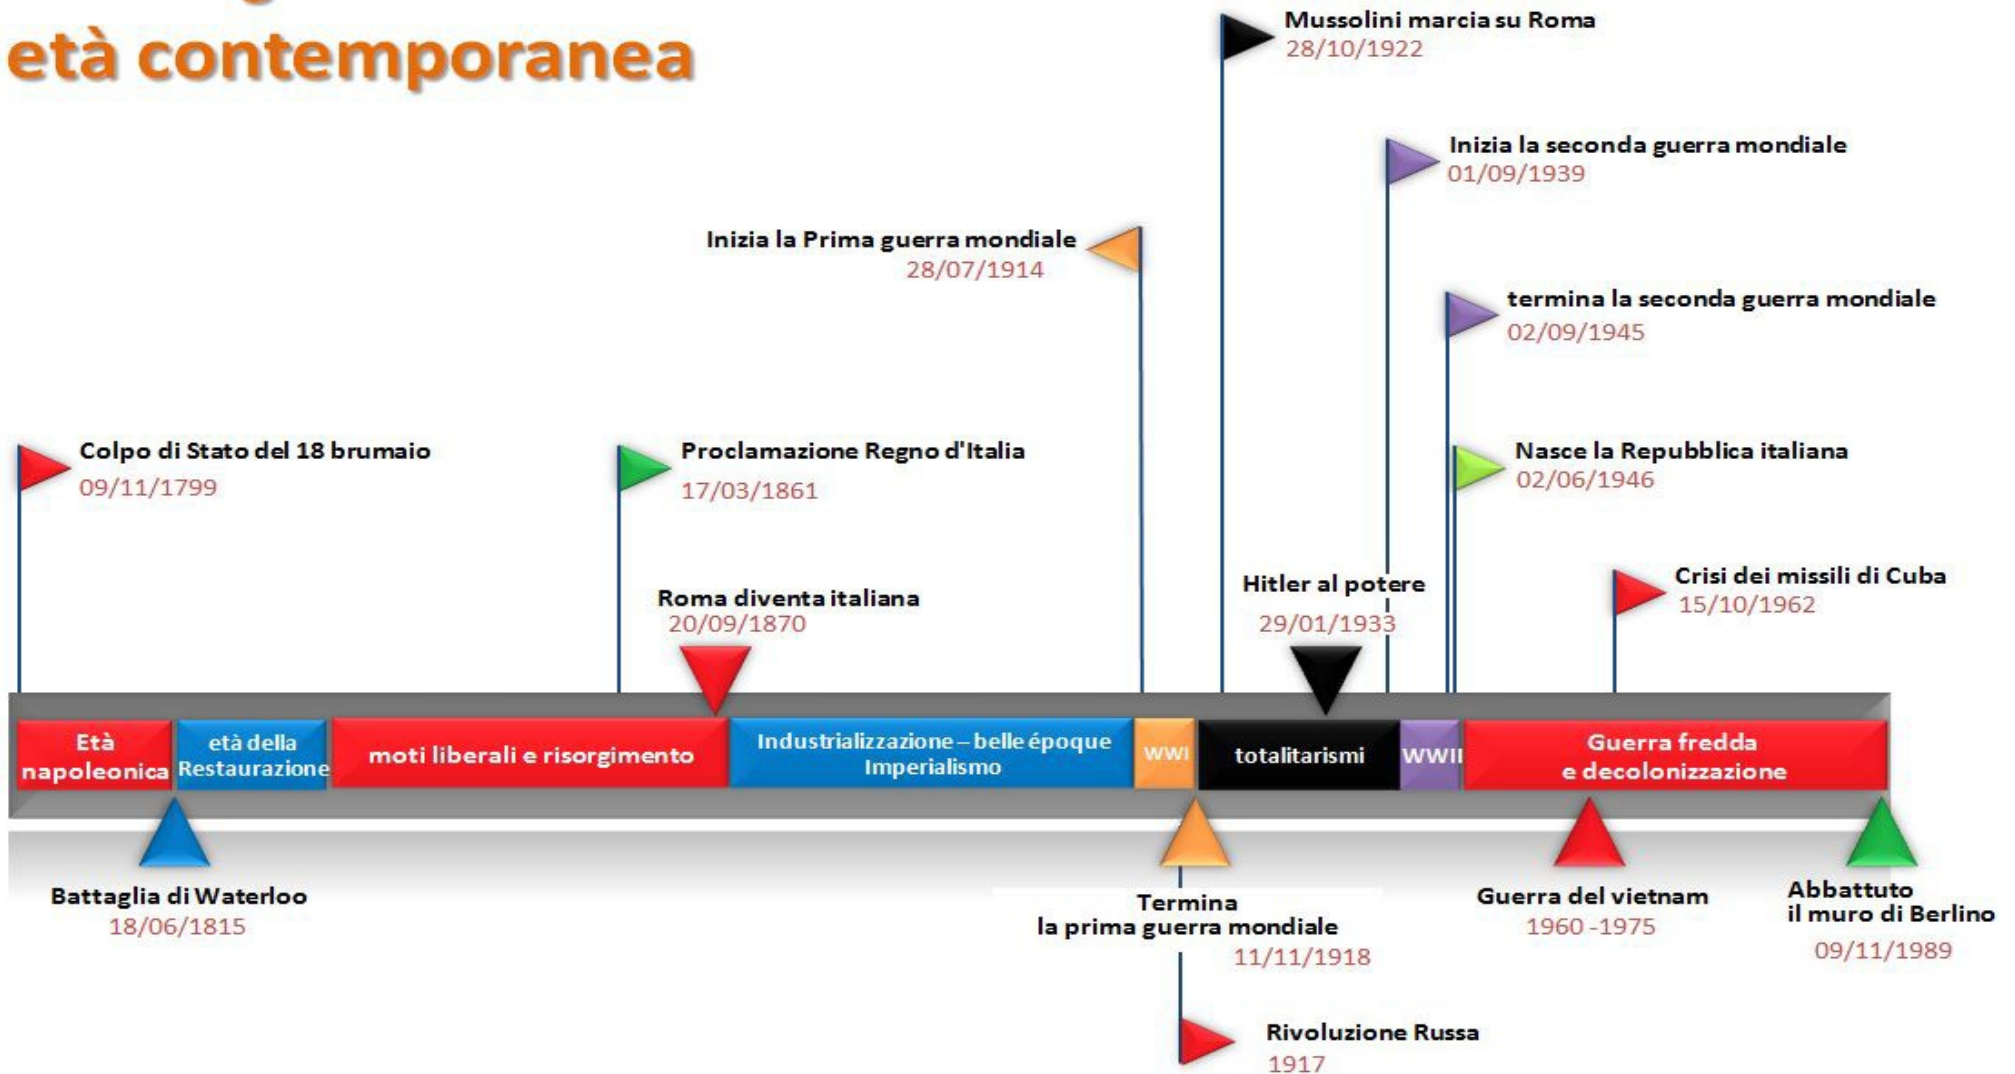 età contemporanea
Mussolini marcia su Roma
28/10/1922
Inizia la seconda guerra mondiale
01/09/1939
Inizia la Prima guerra mondiale
28/07/1914
termina la seconda guerra mondiale
02/09/1945
Colpo di Stato del 18 brumaio
09/11/1799
Proclamazione Regno d'Italia
17/03/1861
Nasce la Repubblica italiana
02/06/1946
Roma diventa italiana
20/09/1870
Hitler al potere
29/01/1933
Crisi dei missili di Cuba
15/10/1962
Età
napoleonica
età della
Restaurazione
moti liberali e risorgimento
Industrializzazione – belle époque
Imperialismo
WWI
totalitarismi
WWII
Guerra fredda
e decolonizzazione
Battaglia di Waterloo
18/06/1815
Termina
la prima guerra mondiale
11/11/1918
Guerra del vietnam
1960 -1975
Abbattuto
il muro di Berlino
09/11/1989
Rivoluzione Russa
1917